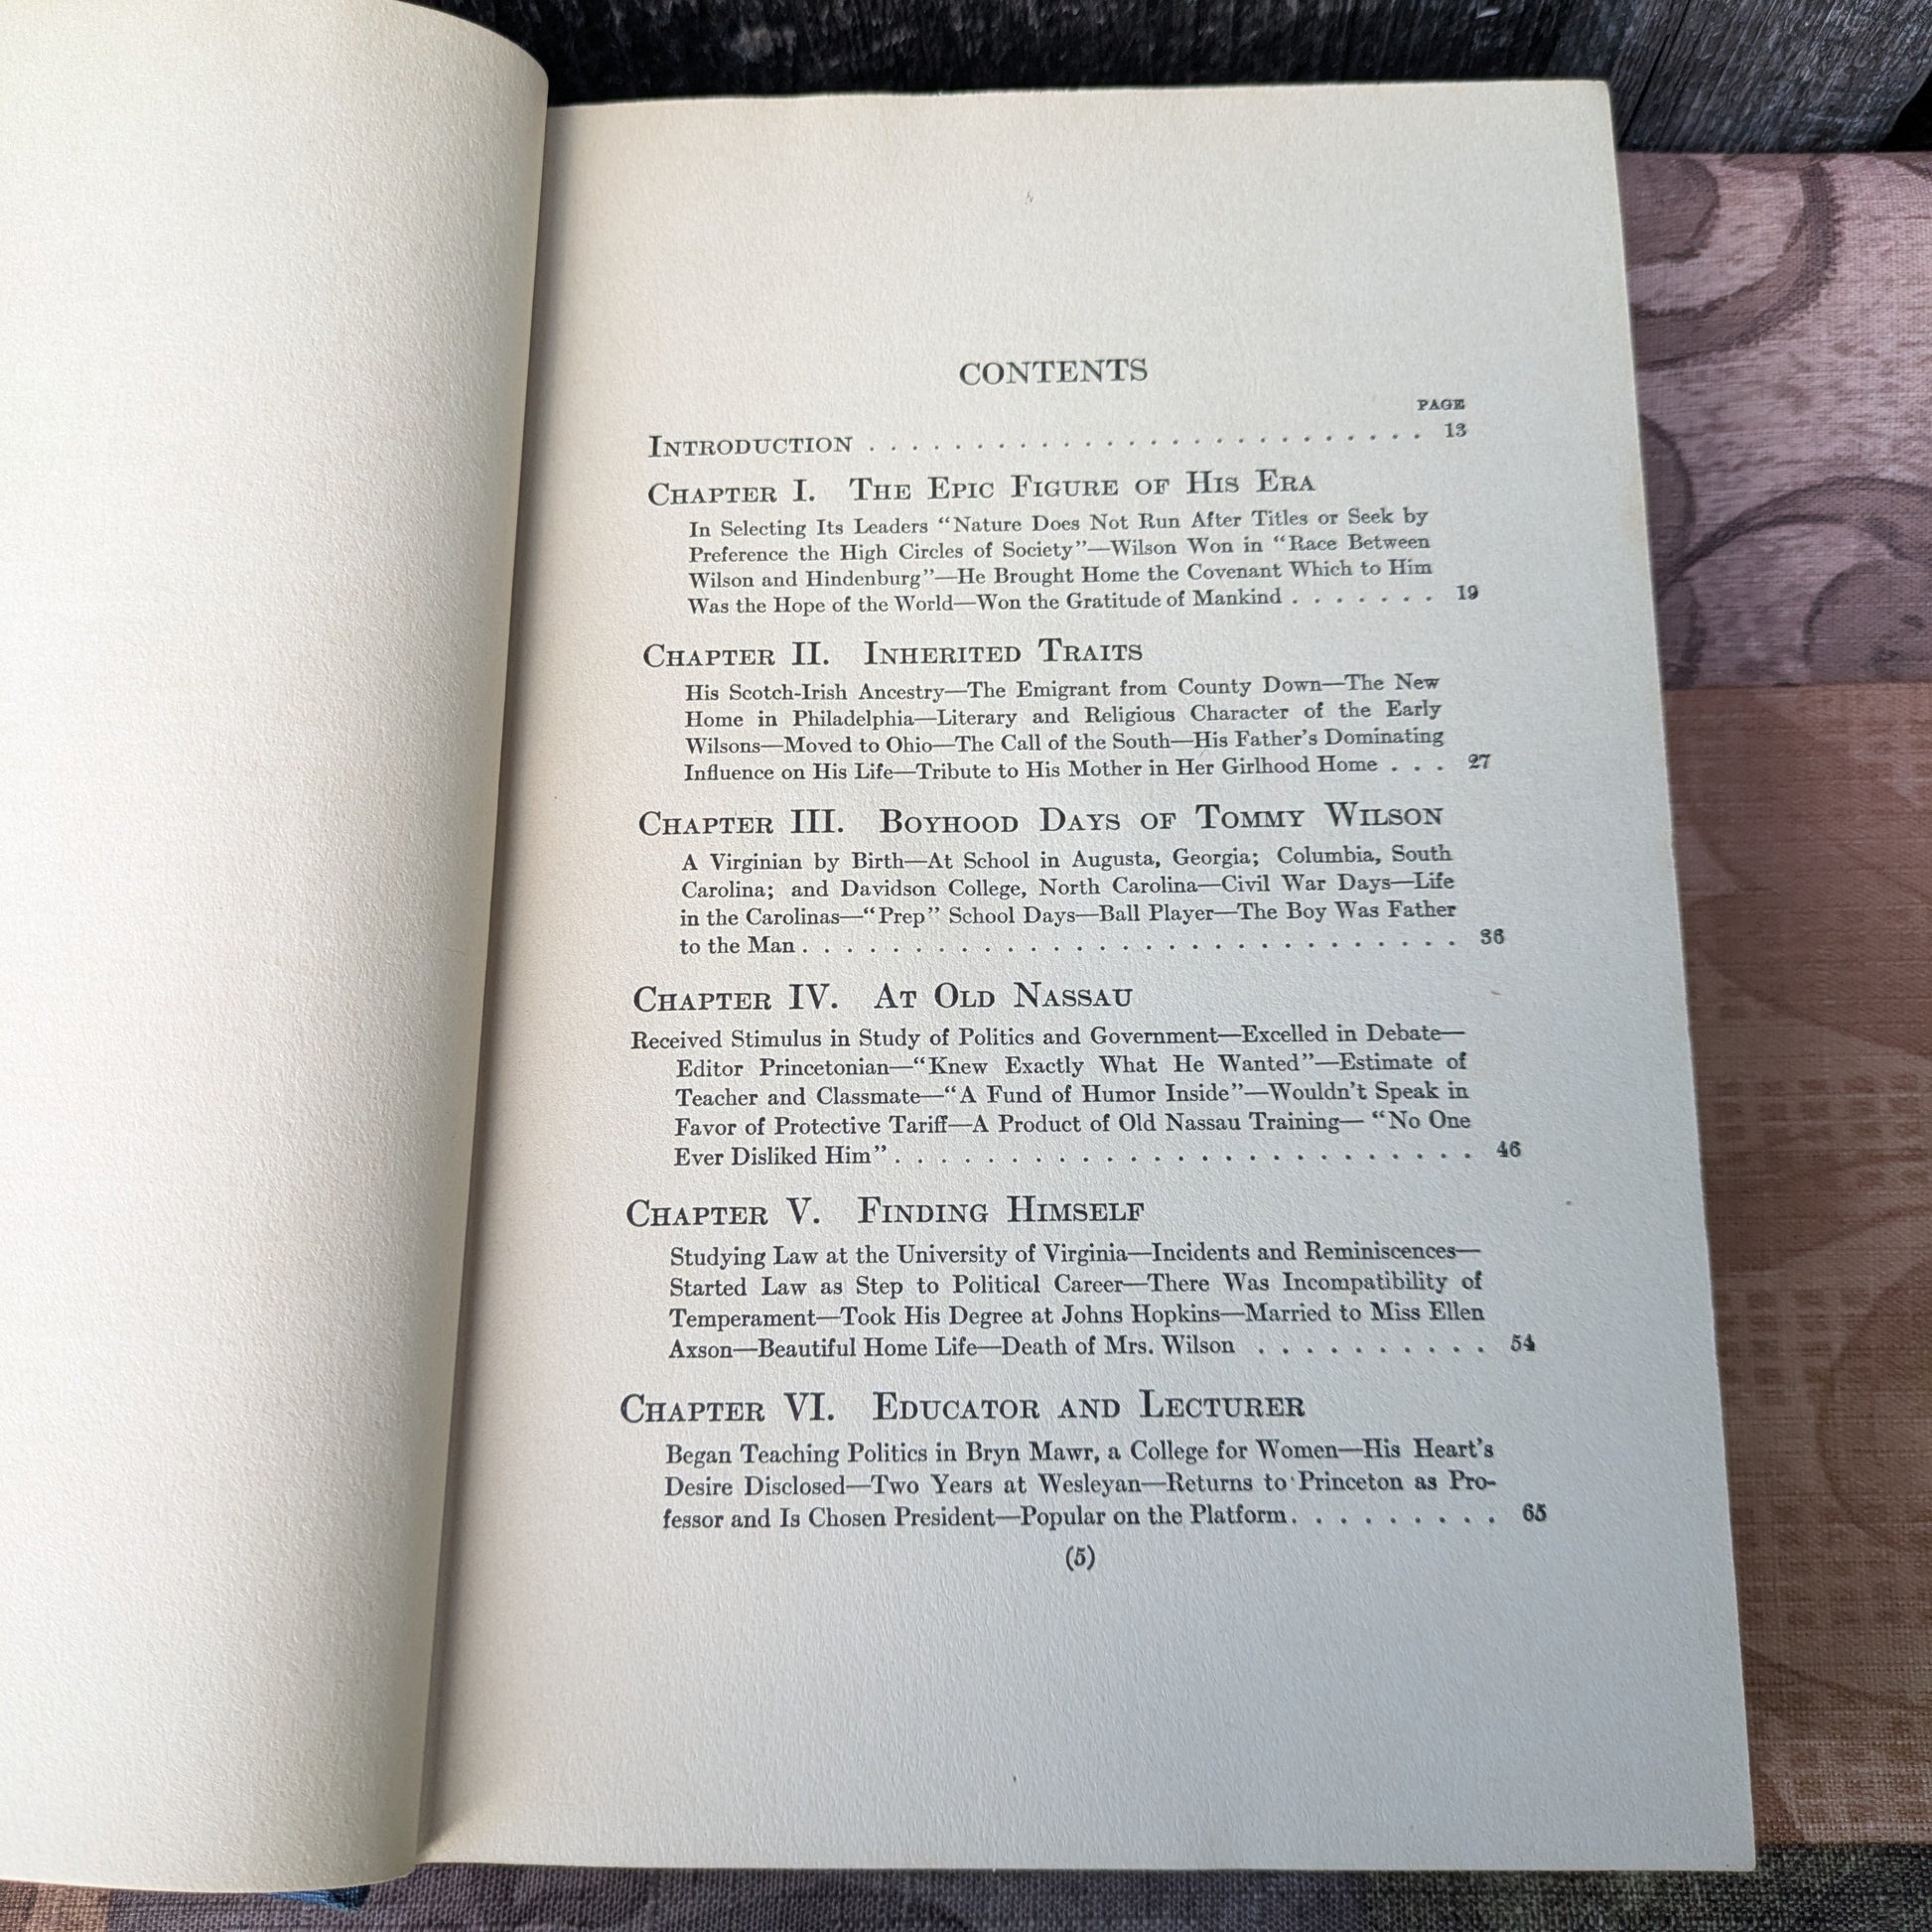 CONTENTS
PAGE
INTRODUCTION . . . . . . . . . . . . . . . . . . . . . . . . . . 13
CHAPTER I. THE EPIC FIGURE OF HIS ERA
In Selecting Its Leaders “Nature Does Not Run After Titles or Seek by
Preference the High Circles of Society”—Wilson Won in “Race Between
Wilson and Hindenburg”—He Brought Home the Covenant Which to Him
Was the Hope of the World—Won the Gratitude of Mankind . . . . . . . 19
CHAPTER II. INHERITED TRAITS
His Scotch-Irish Ancestry—The Emigrant from County Down—The New
Home in Philadelphia—Literary and Religious Character of the Early
Wilsons—Moved to Ohio—The Call of the South—His Father’s Dominating
Influence on His Life—Tribute to His Mother in Her Girlhood Home . . . 27
CHAPTER III. BOYHOOD DAYS OF TOMMY WILSON
A Virginian by Birth—At School in Augusta, Georgia; Columbia, South
Carolina; and Davidson College, North Carolina—Civil War Days—Life
in the Carolinas—“Prep” School Days—Ball Player—The Boy Was Father
to the Man . . . . . . . . . . . . . . . . . . . . . . . . . . 36
CHAPTER IV. AT OLD NASSAU
Received Stimulus in Study of Politics and Government—Excelled in Debate—
Editor Princetonian—“Knew Exactly What He Wanted”—Estimate of
Teacher and Classmate—“A Fund of Humor Inside”—Wouldn’t Speak in
Favor of Protective Tariff—A Product of Old Nassau Training— “No One
Ever Disliked Him” . . . . . . . . . . . . . . . . . . . . . . 46
CHAPTER V. FINDING HIMSELF
Studying Law at the University of Virginia—Incidents and Reminiscences—
Started Law as Step to Political Career—There Was Incompatibility of
Temperament—Took His Degree at Johns Hopkins—Married to Miss Ellen
Axson—Beautiful Home Life—Death of Mrs. Wilson . . . . . . . . . . 54
CHAPTER VI. EDUCATOR AND LECTURER
Began Teaching Politics in Bryn Mawr, a College for Women—His Heart’s
Desire Disclosed—Two Years at Wesleyan—Returns to Princeton as Pro-
fessor and Is Chosen President—Popular on the Platform. . . . . . . . . 65
(5)